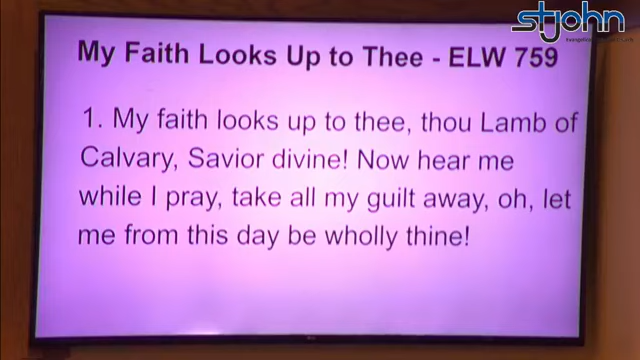 stjohn
My Faith Looks Up to Thee - ELW 759
1. My faith looks up to thee, thou Lamb of
Calvary, Savior divine! Now hear me
while I pray, take all my guilt away, oh, let
me from this day be wholly thine!